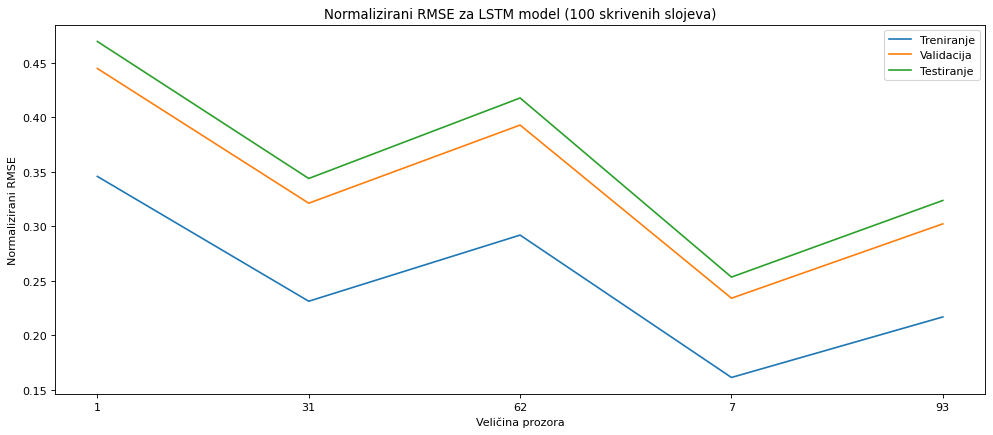 Normalizirani RMSE za LSTM model (100 skrivenih slojeva)
Treniranje
Validacija
Testiranje
Normalizirani RMSE
0.45
0.40
0.35
0.30
0.25
0.20
0.15
1 31 62 7 93
Veličina prozora